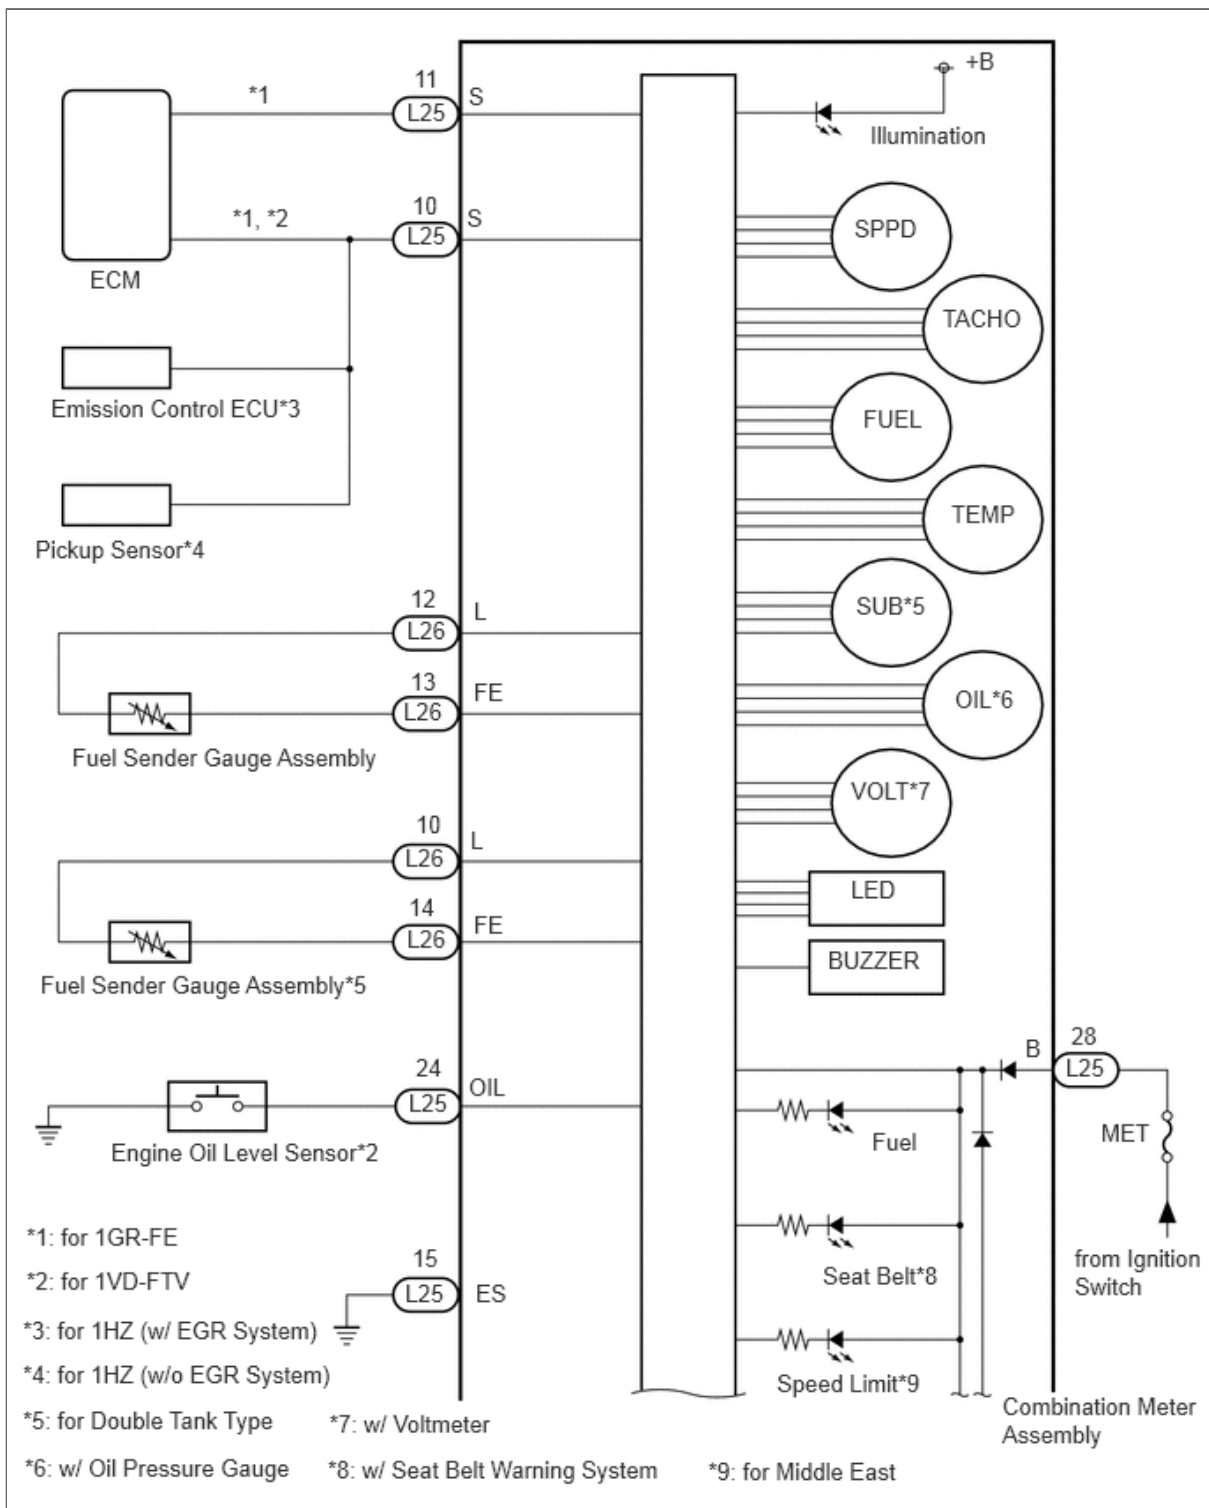 +B
11
S
*1
L25
Illumination
10
S
*1, *2
L25
SPPD
ECM
TACHO
Emission Control ECU*3
FUEL
TEMP
Pickup Sensor*4
12
L
L26
SUB*5
13
FE
L26
OIL*6
Fuel Sender Gauge Assembly
VOLT*7
10
L
L26
LED
14
FE
L26
BUZZER
Fuel Sender Gauge Assembly*5
28
B
L25
24
OIL
L25
MET
Fuel
Engine Oil Level Sensor*2
*1: for 1GR-FE
from Ignition
Switch
15
Seat Belt*8
*2: for 1VD-FTV
L25
ES
*3: for 1HZ (w/ EGR System)
*4: for 1HZ (w/o EGR System)
Speed Limit*9
Combination Meter
Assembly
*5: for Double Tank Type
*7: w/ Voltmeter
*6: w/ Oil Pressure Gauge
*8: w/ Seat Belt Warning System
*9: for Middle East